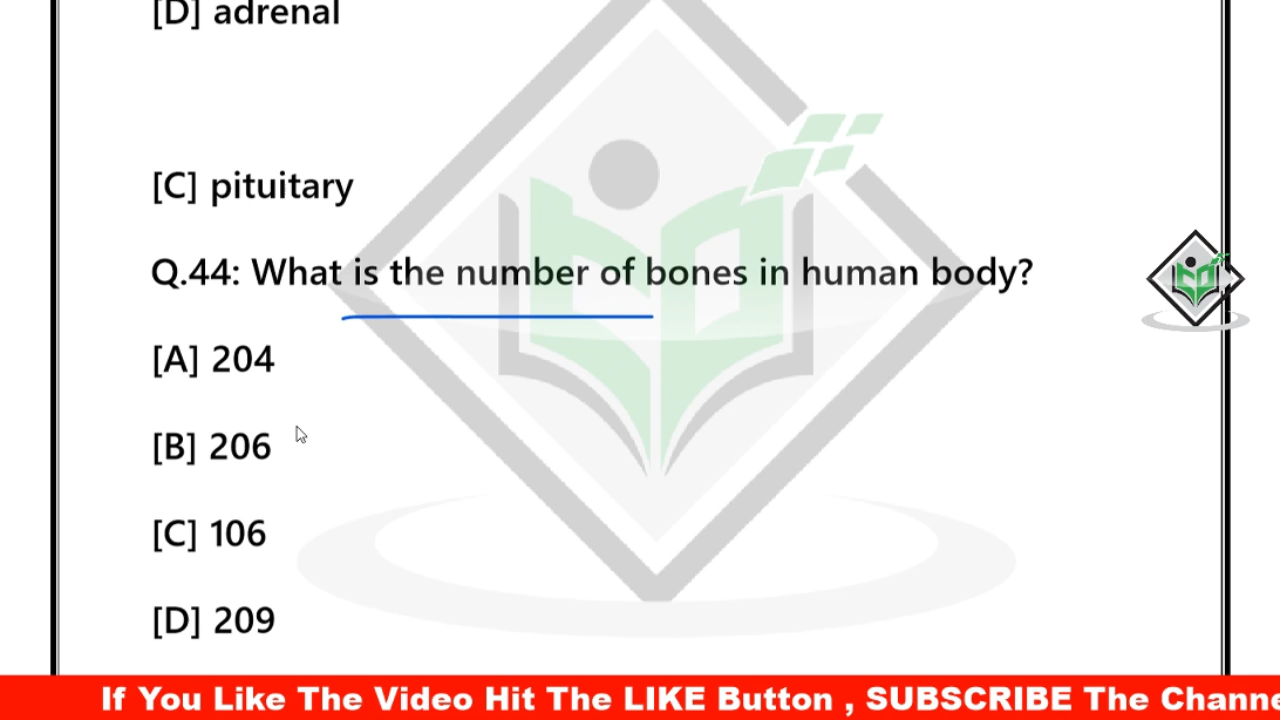 [D] adrenal
[C] pituitary
Q.44: What is the number of bones in human body?
[A] 204
[B] 206
[C] 106
[D] 209
If You Like The Video Hit The LIKE Button , SUBSCRIBE The Channe